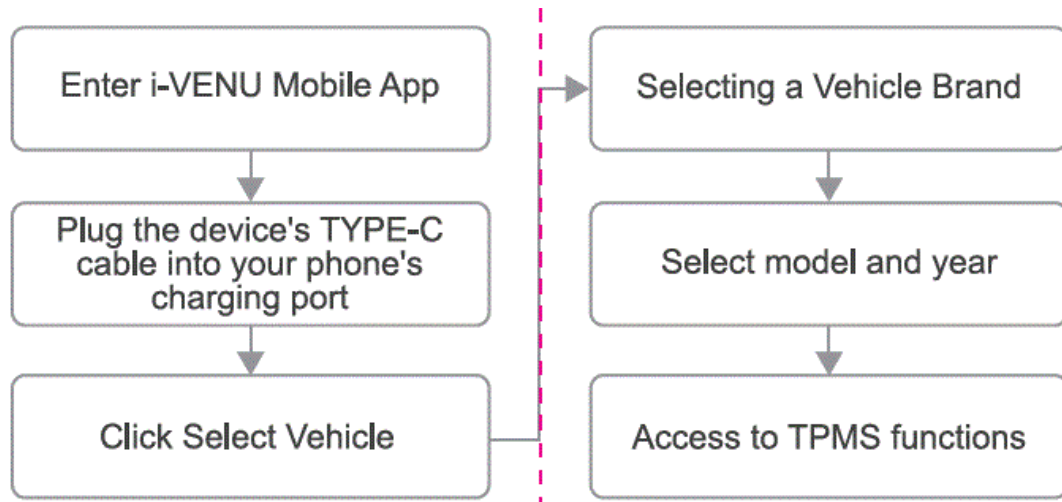 Enter i-VENU Mobile App
Plug the device's TYPE-C
cable into your phone's
charging port
Click Select Vehicle
Selecting a Vehicle Brand
Select model and year
Access to TPMS functions